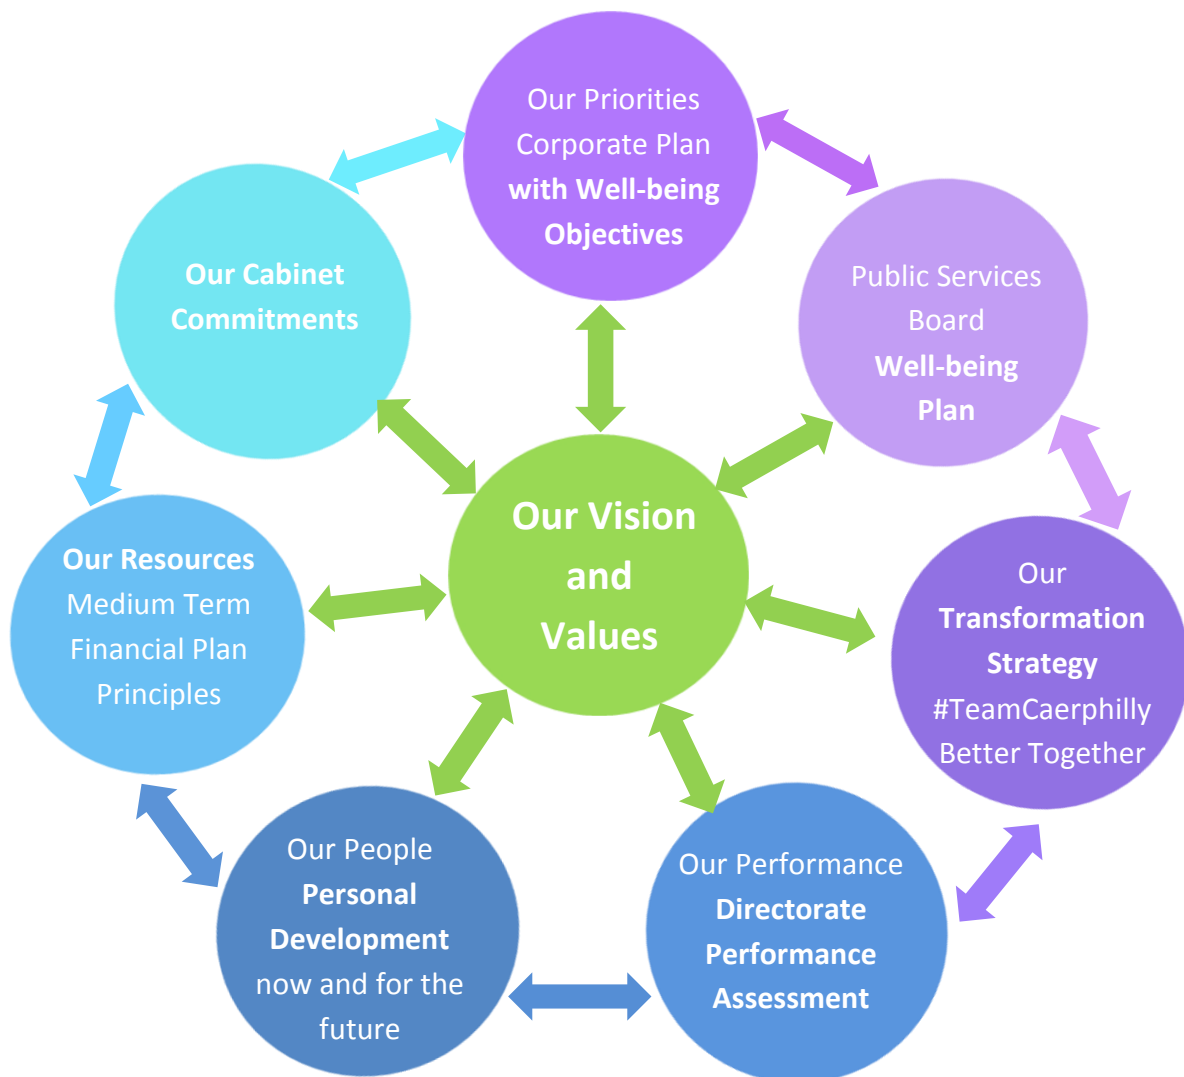 Our Priorities
Corporate Plan
with Well-being
Objectives
Public Services
Board
Well-being
Plan
Our
Transformation
Strategy
#TeamCaerphilly
Better Together
Our Performance
Directorate
Performance
Assessment
Our People
Personal
Development
now and for the
future
Our Resources
Medium Term
Financial Plan
Principles
Our Cabinet
Commitments
Our Vision
and
Values